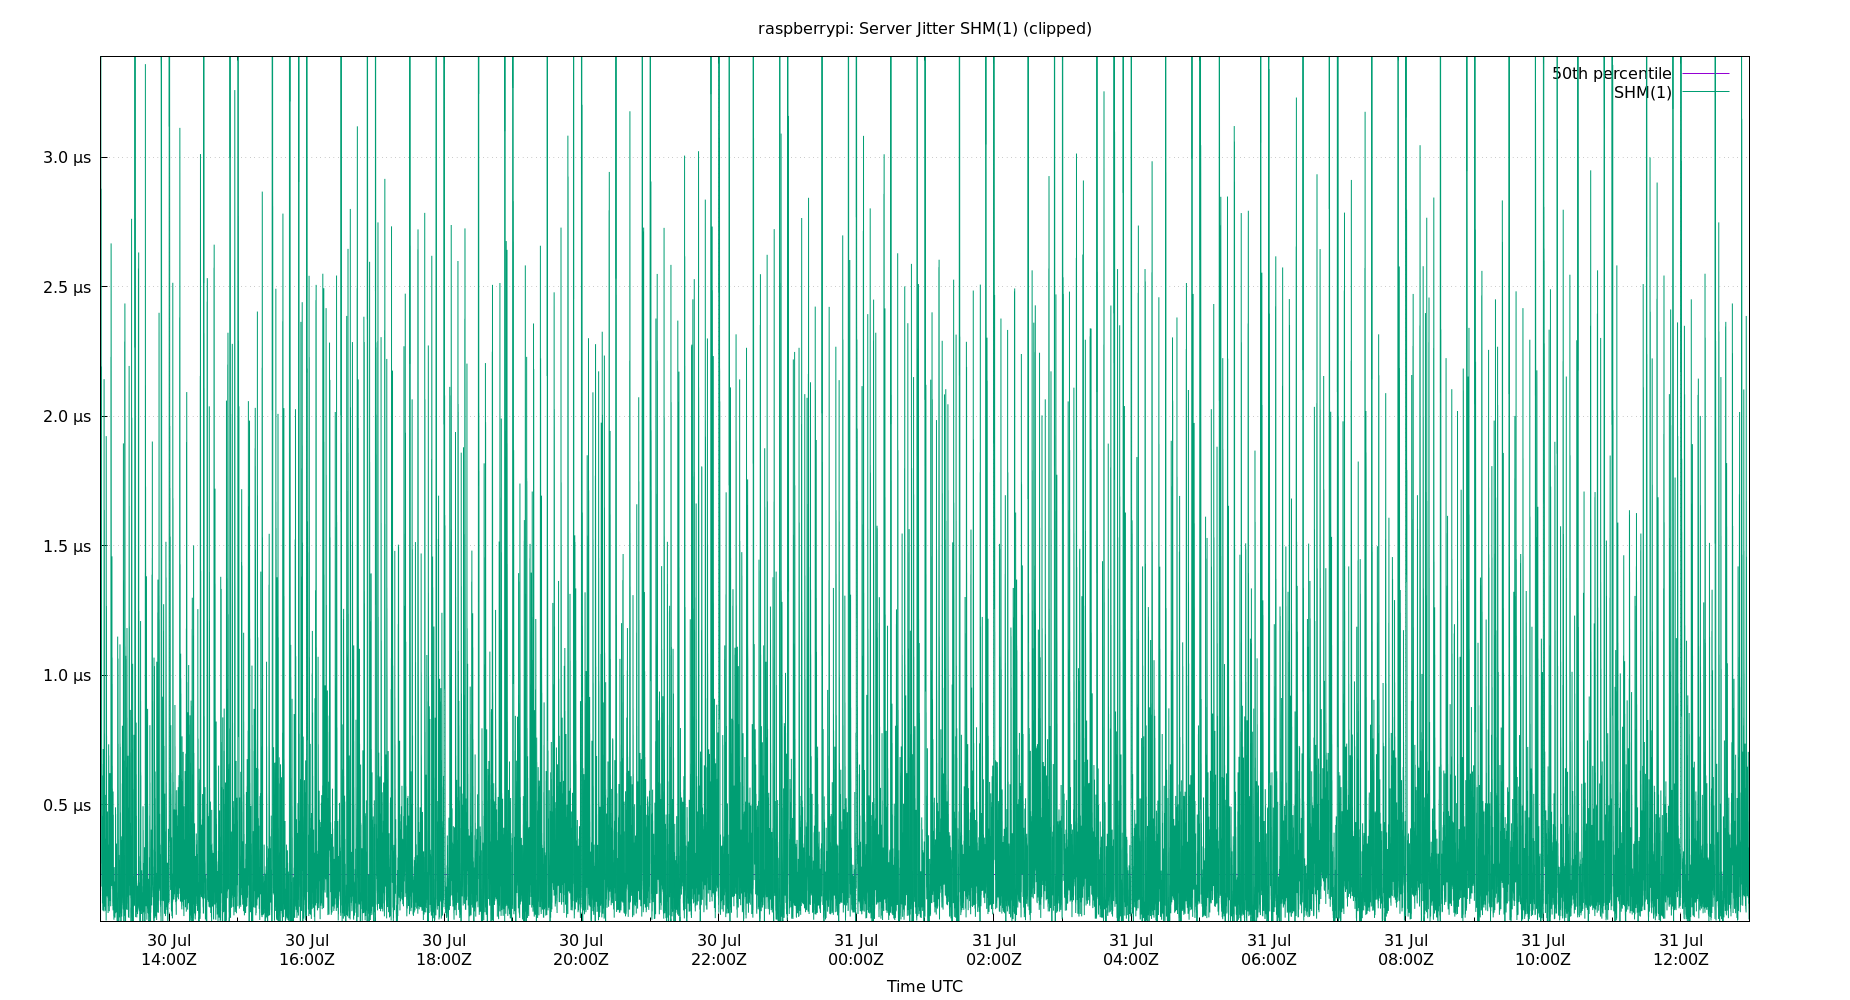 raspberrypi: Server Jitter SHM(1) (clipped)
50th percentile
SHM(1)
3.0 µs
2.5 µs
2.0 µs
1.5 µs
1.0 µs
0.5 µs
30 Jul 30 Jul 30 Jul 30 Jul 30 Jul 31 Jul 31 Jul 31 Jul 31 Jul 31 Jul 31 Jul 31 Jul
14:00Z 16:00Z 18:00Z 20:00Z 22:00Z 00:00Z 02:00Z 04:00Z 06:00Z 08:00Z 10:00Z 12:00Z
Time UTC